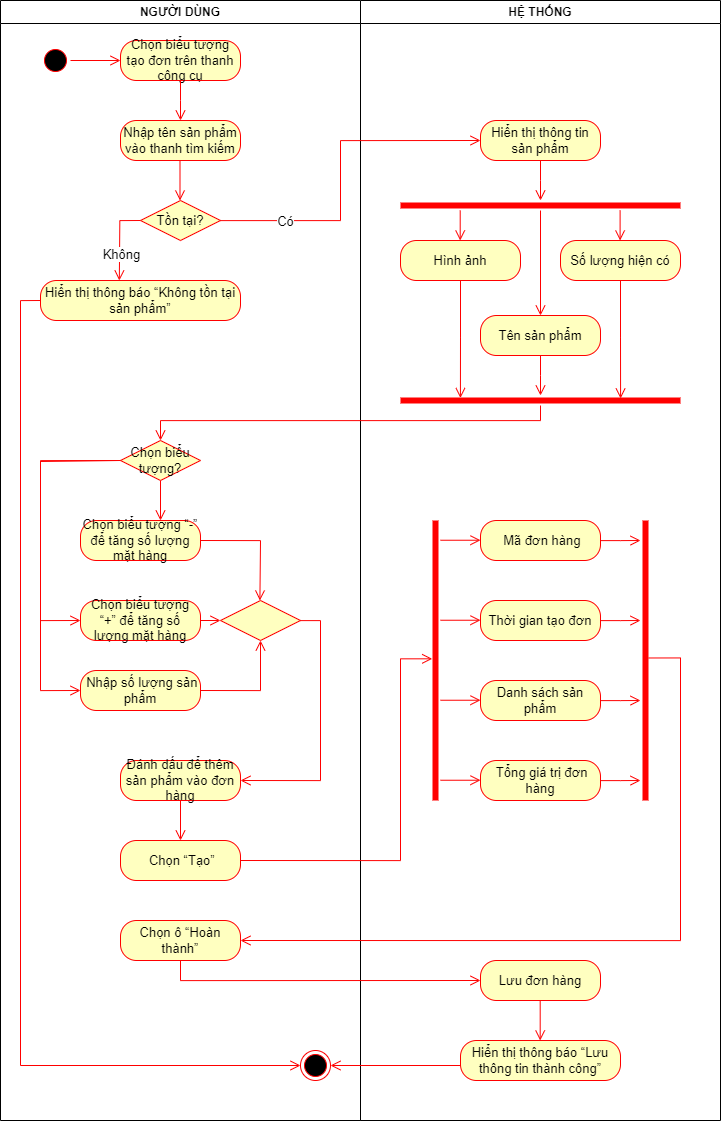 NGƯỜI DÙNG
HỆ THỐNG
Chọn biểu tượng
tạo đơn trên thanh
công cụ
Nhập tên sản phẩm
vào thanh tìm kiếm
Hiển thị thông tin
sản phẩm
Tồn tại?
Có
Không
Hình ảnh
Số lượng hiện có
Hiển thị thông báo “Không tồn tại
sản phẩm”
Tên sản phẩm
Chọn biểu
tượng?
Chọn biểu tượng “-”
để tăng số lượng
mặt hàng
Mã đơn hàng
Chọn biểu tượng
“+” để tăng số
lượng mặt hàng
Thời gian tạo đơn
Nhập số lượng sản
phẩm
Danh sách sản
phẩm
Đánh dấu để thêm
sản phẩm vào đơn
hàng
Tổng giá trị đơn
hàng
Chọn “Tạo”
Chọn ô “Hoàn
thành”
Lưu đơn hàng
Hiển thị thông báo “Lưu
thông tin thành công”